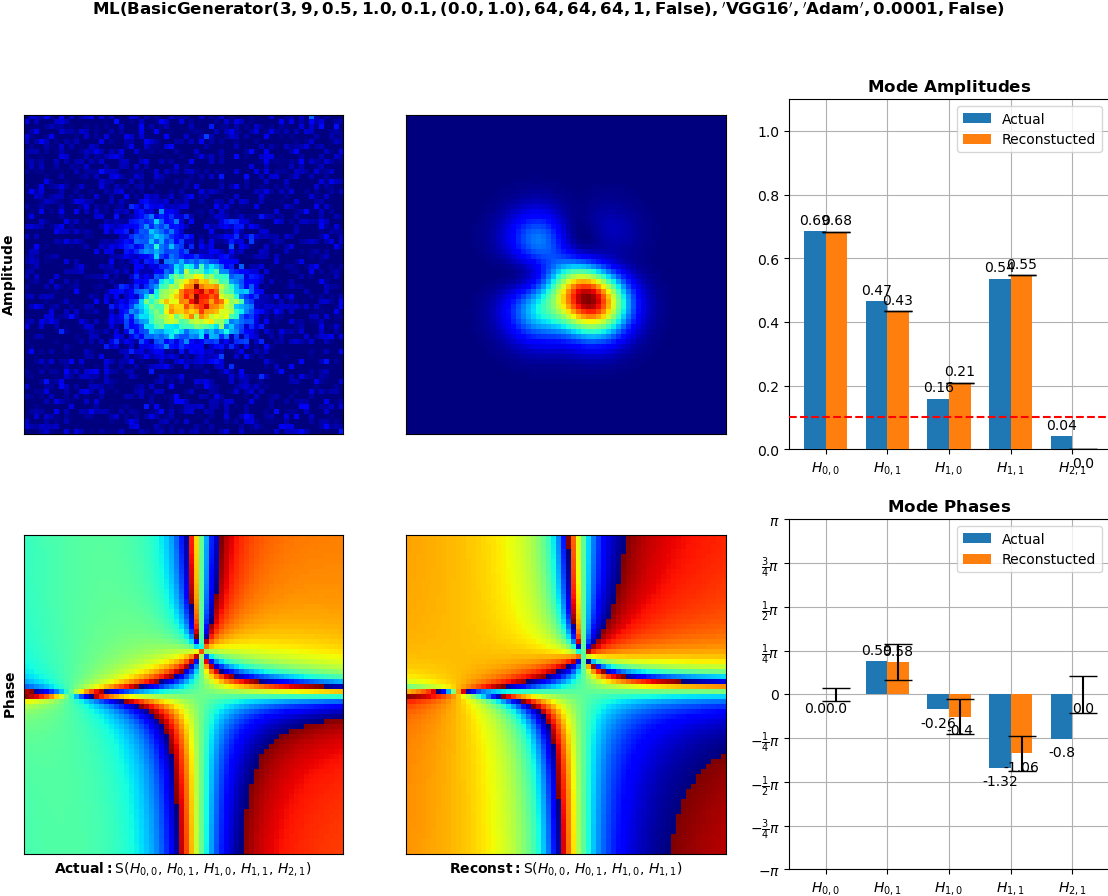 ML(BasicGenerator(3, 9, 0.5, 1.0, 0.1, (0.0, 1.0), 64, 64, 64, 1, False), ′VGG16′, ′Adam′, 0.0001, False)
Amplitude
Mode Amplitudes
Actual
Reconstucted
1.0
0.8
0.6
0.4
0.2
0.0
0.69
0.68
0.47
0.43
0.16
0.21
0.54
0.55
0.04
0.0
H0,0
H0,1
H1,0
H1,1
H2,1
Phase
Actual: S(H0,0, H0,1, H1,0, H1,1, H2,1)
Reconst: S(H0,0, H0,1, H1,0, H1,1)
Mode Phases
Actual
Reconstucted
π
3/4π
1/2π
1/4π
0
−1/4π
−1/2π
−3/4π
−π
0.0
0.0
0.58
-0.26
-0.4
-1.32
-1.06
-0.8
0.0
H0,0
H0,1
H1,0
H1,1
H2,1